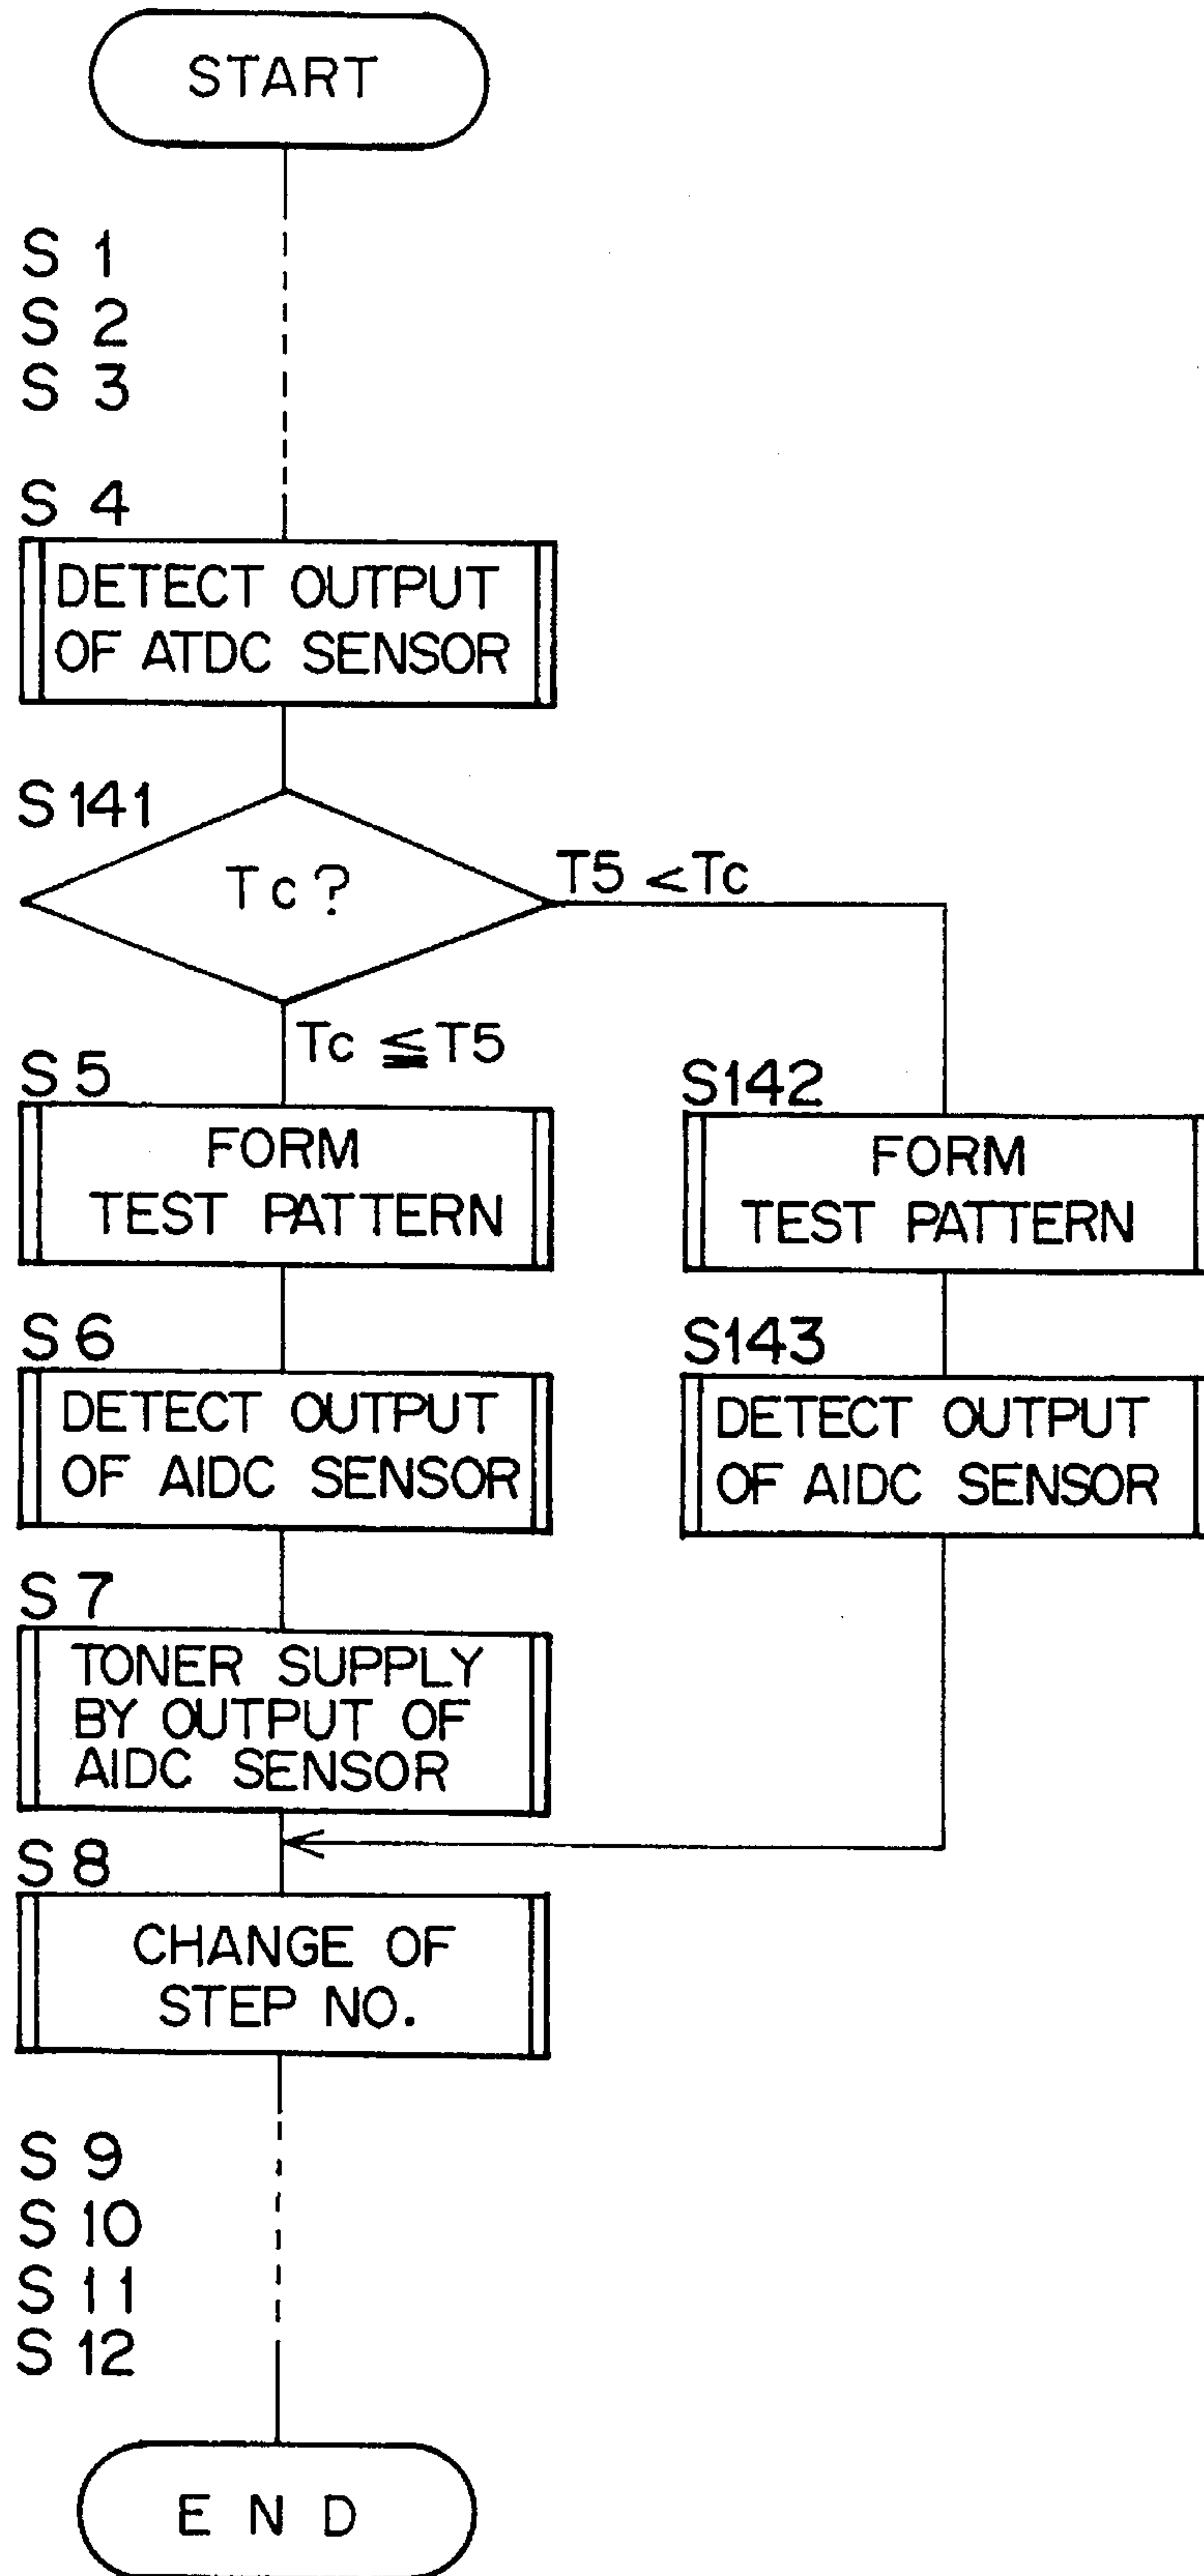 START
S 1
S 2
S 3
S 4
DETECT OUTPUT
OF ATDC SENSOR
S 141
Tc ?
T5 < Tc
Tc ≦ T5
S 5
FORM
TEST PATTERN
S142
FORM
TEST PATTERN
S 6
DETECT OUTPUT
OF AIDC SENSOR
S143
DETECT OUTPUT
OF AIDC SENSOR
S 7
TONER SUPPLY
BY OUTPUT OF
AIDC SENSOR
S 8
CHANGE OF
STEP NO.
S 9
S 10
S 11
S 12
END